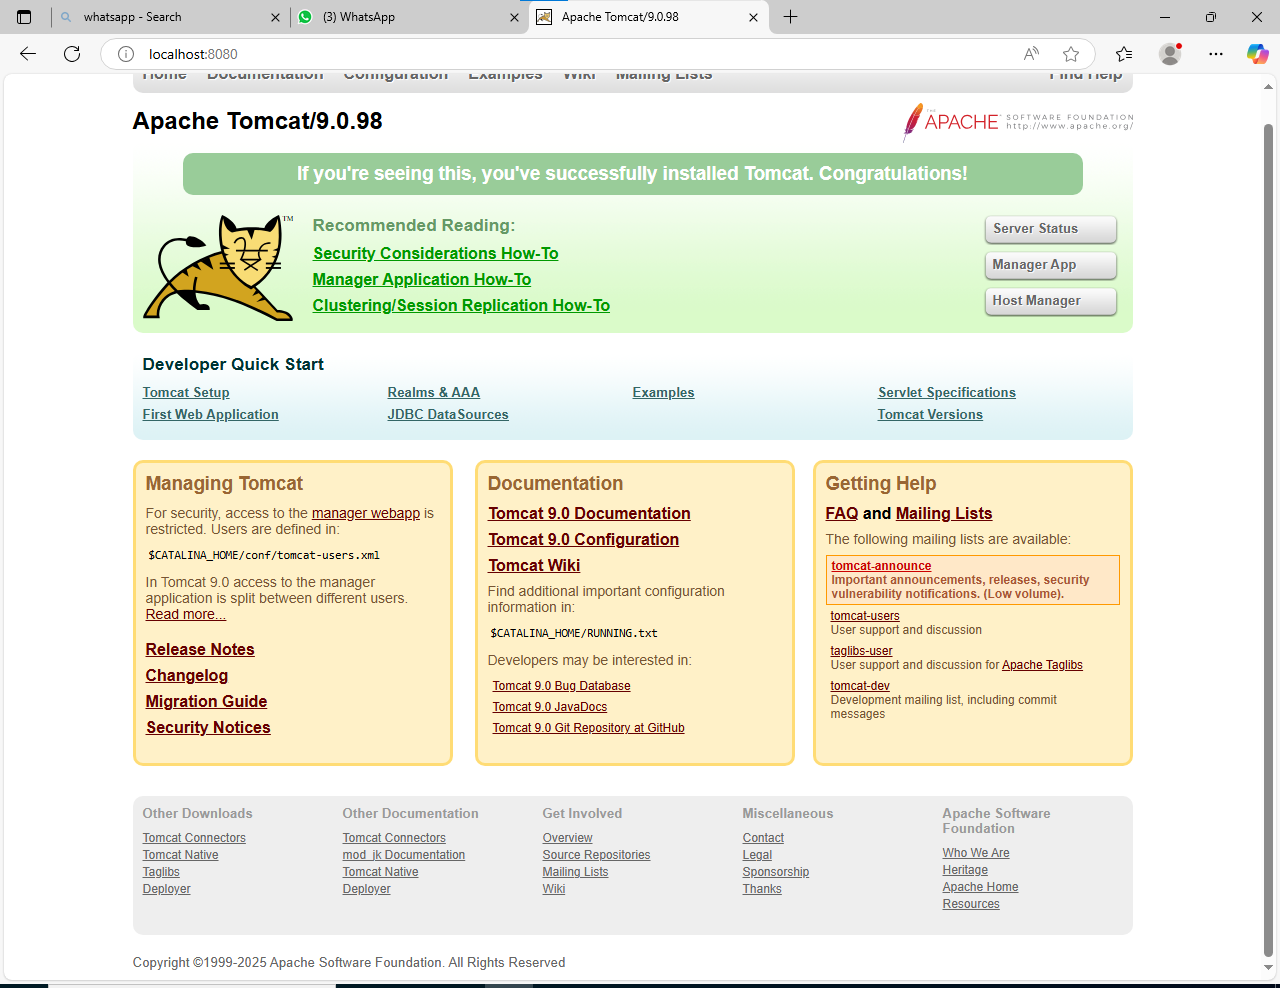 whatsapp - Search
(3) WhatsApp
Apache Tomcat/9.0.98
localhost:8080
Home Documentation Configuration Examples Wiki Mailing Lists Find Help
Apache Tomcat/9.0.98
THE
APACHE SOFTWARE FOUNDATION
http://www.apache.org/
If you're seeing this, you've successfully installed Tomcat. Congratulations!
TM
Recommended Reading:
Security Considerations How-To
Manager Application How-To
Clustering/Session Replication How-To
Server Status
Manager App
Host Manager
Developer Quick Start
Tomcat Setup
First Web Application
Realms & AAA
JDBC DataSources
Examples
Servlet Specifications
Tomcat Versions
Managing Tomcat
For security, access to the manager webapp is
restricted. Users are defined in:
$CATALINA_HOME/conf/tomcat-users.xml
In Tomcat 9.0 access to the manager
application is split between different users.
Read more...
Release Notes
Changelog
Migration Guide
Security Notices
Documentation
Tomcat 9.0 Documentation
Tomcat 9.0 Configuration
Tomcat Wiki
Find additional important configuration
information in:
$CATALINA_HOME/RUNNING.txt
Developers may be interested in:
Tomcat 9.0 Bug Database
Tomcat 9.0 JavaDocs
Tomcat 9.0 Git Repository at GitHub
Getting Help
FAQ and Mailing Lists
The following mailing lists are available:
tomcat-announce
Important announcements, releases, security
vulnerability notifications. (Low volume).
tomcat-users
User support and discussion
taglibs-user
User support and discussion for Apache Taglibs
tomcat-dev
Development mailing list, including commit
messages
Other Downloads
Tomcat Connectors
Tomcat Native
Taglibs
Deployer
Other Documentation
Tomcat Connectors
mod_jk Documentation
Tomcat Native
Deployer
Get Involved
Overview
Source Repositories
Mailing Lists
Wiki
Miscellaneous
Contact
Legal
Sponsorship
Thanks
Apache Software
Foundation
Who We Are
Heritage
Apache Home
Resources
Copyright ©1999-2025 Apache Software Foundation. All Rights Reserved